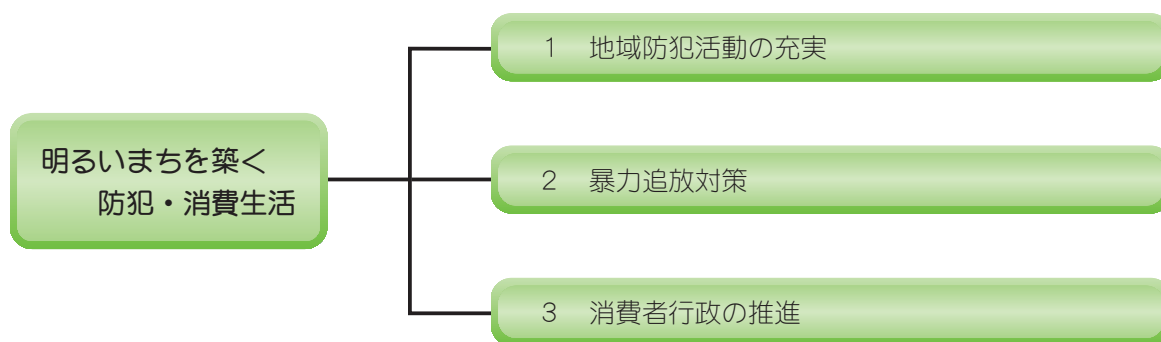 明るいまちを築く
防犯・消費生活
1 地域防犯活動の充実
2 暴力追放対策
3 消費者行政の推進